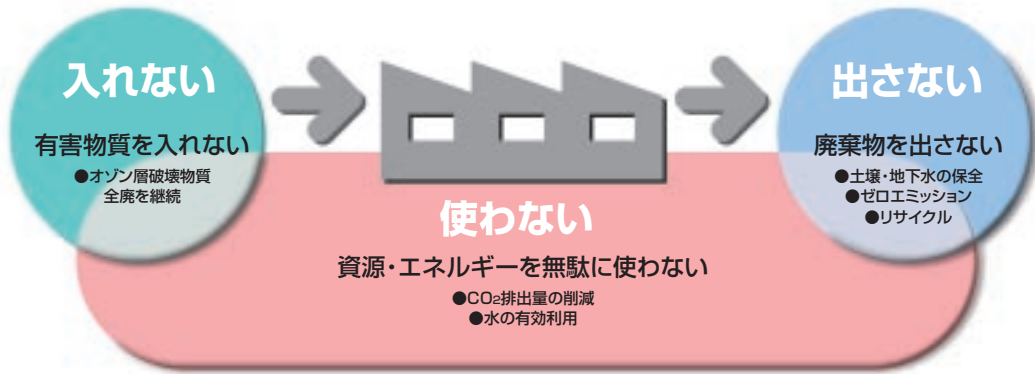 入れない
有害物質を入れない
●オゾン層破壊物質
全廃を継続
使わない
資源・エネルギーを無駄に使わない
●CO₂排出量の削減
●水の有効利用
出さない
廃棄物を出さない
●土壌・地下水の保全
●ゼロエミッション
●リサイクル